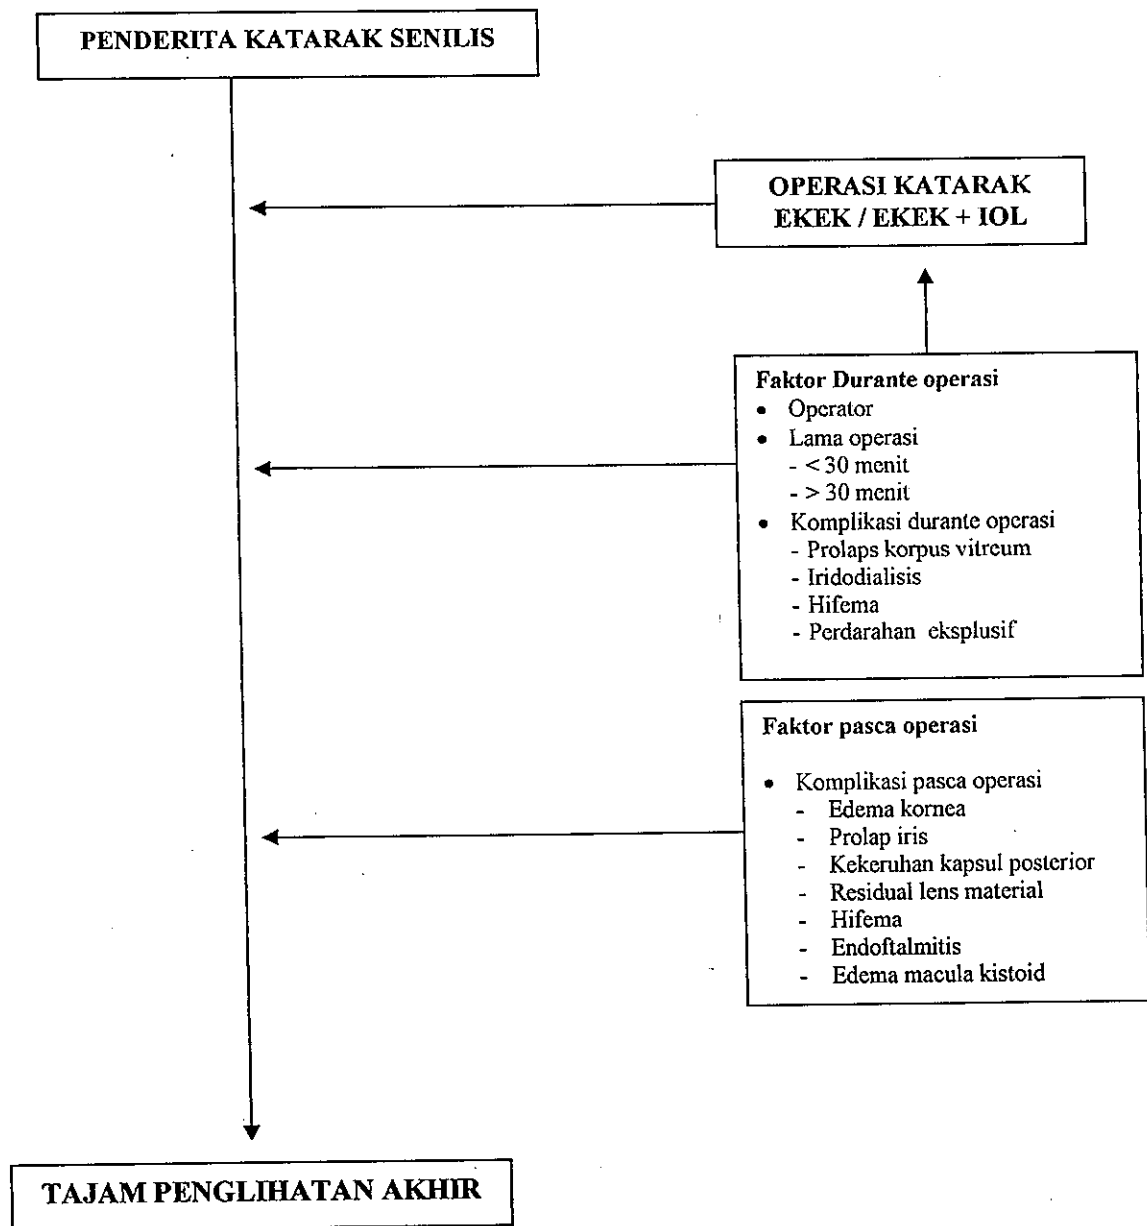 PENDERITA KATARAK SENILIS
OPERASI KATARAK
EKEK / EKEK + IOL
Faktor Durante operasi
• Operator
• Lama operasi
- < 30 menit
- > 30 menit
• Komplikasi durante operasi
- Prolaps korpus vitreum
- Iridodialisis
- Hifema
- Perdarahan eksplusif
Faktor pasca operasi
• Komplikasi pasca operasi
- Edema kornea
- Prolap iris
- Kekeruhan kapsul posterior
- Residual lens material
- Hifema
- Endoftalmitis
- Edema macula kistoid
TAJAM PENGLIHATAN AKHIR